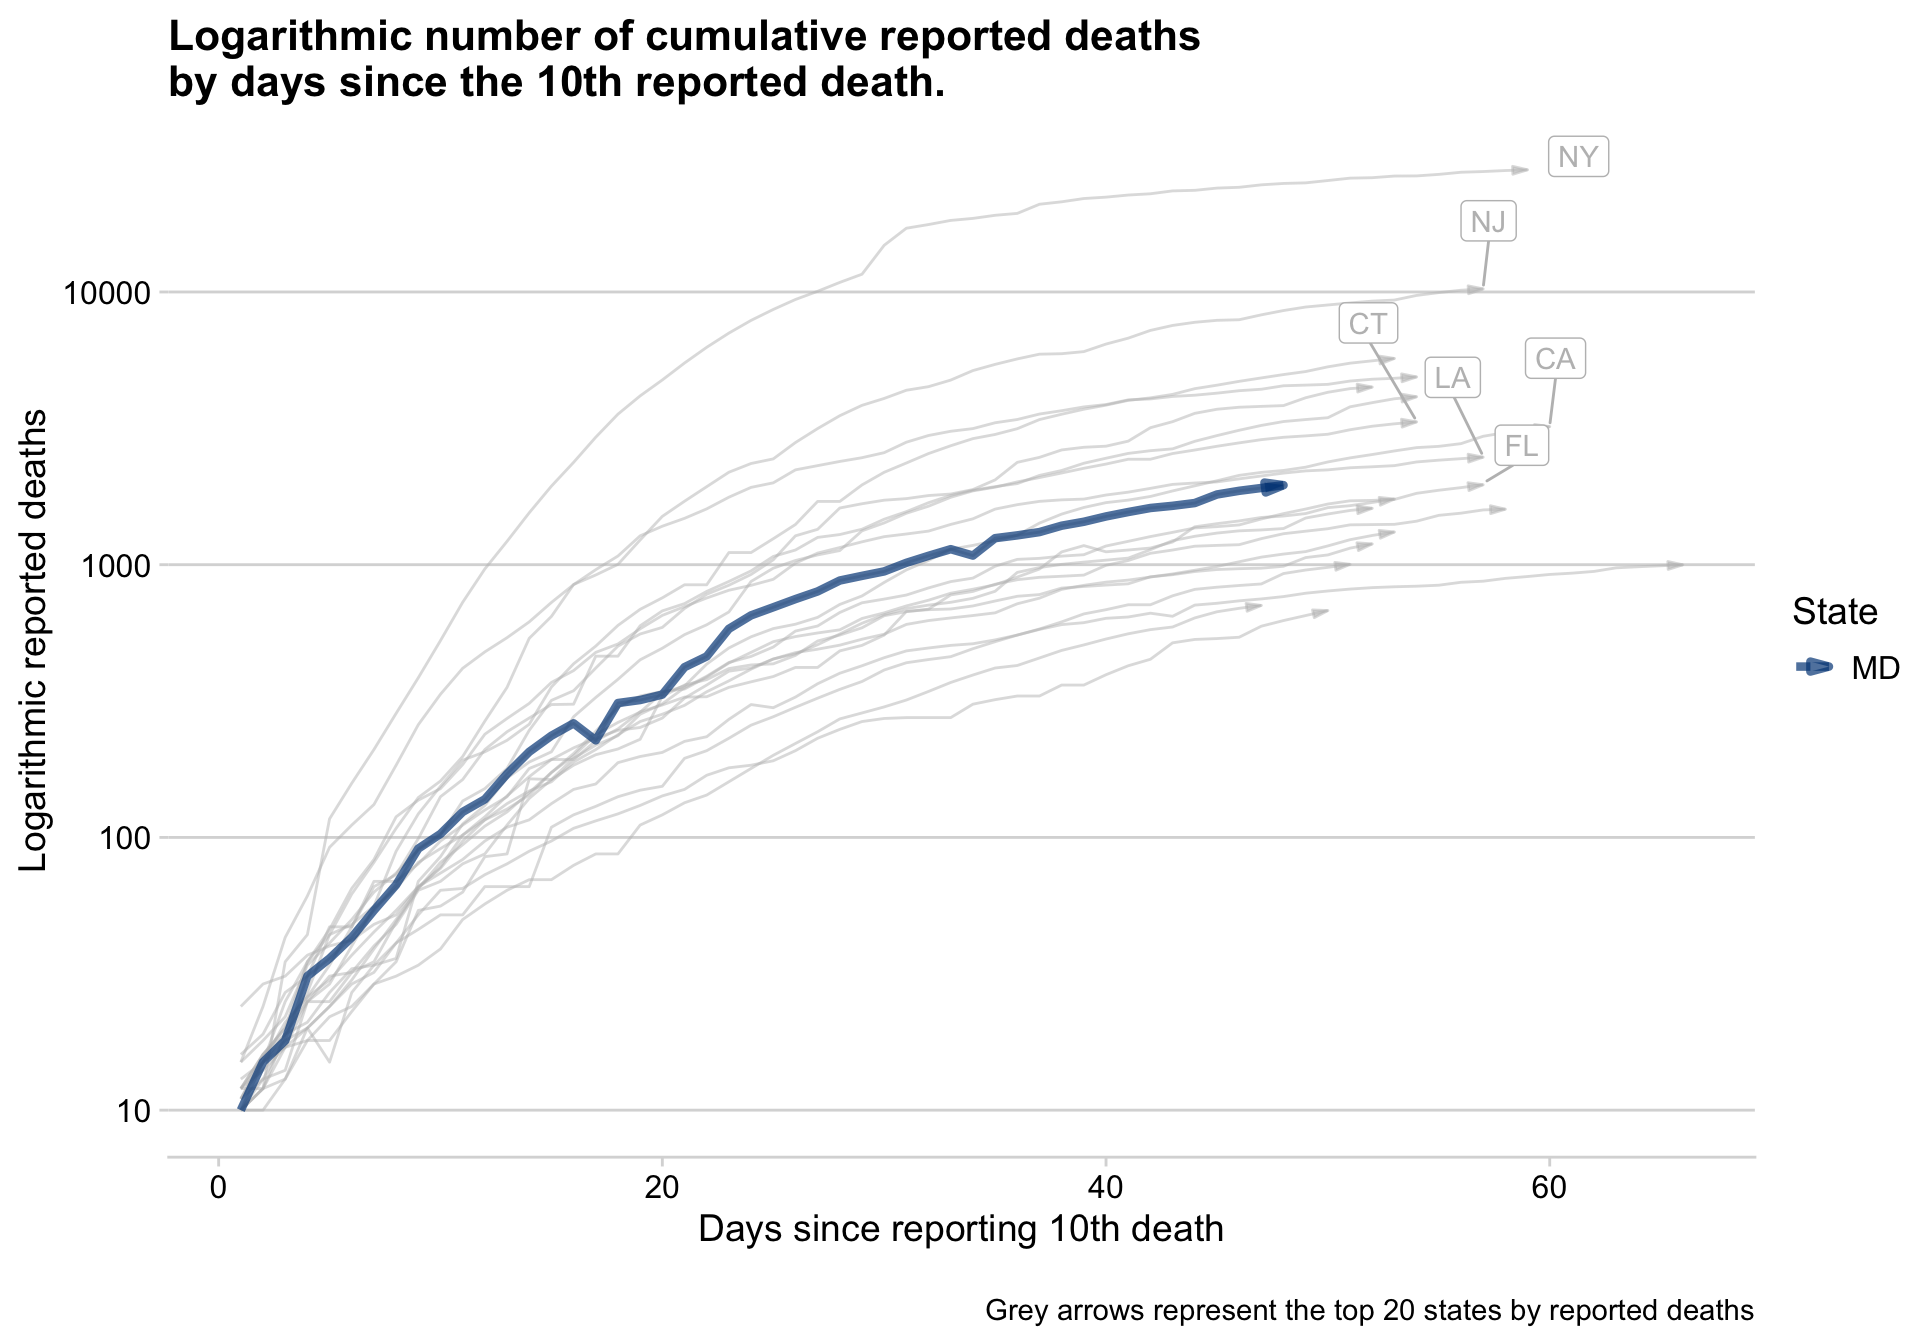 Logarithmic number of cumulative reported deaths
by days since the 10th reported death.
NY
NJ
CT
CA
LA
FL
10000
1000
100
10
Logarithmic reported deaths
0 20 40 60
Days since reporting 10th death
State
MD
Grey arrows represent the top 20 states by reported deaths